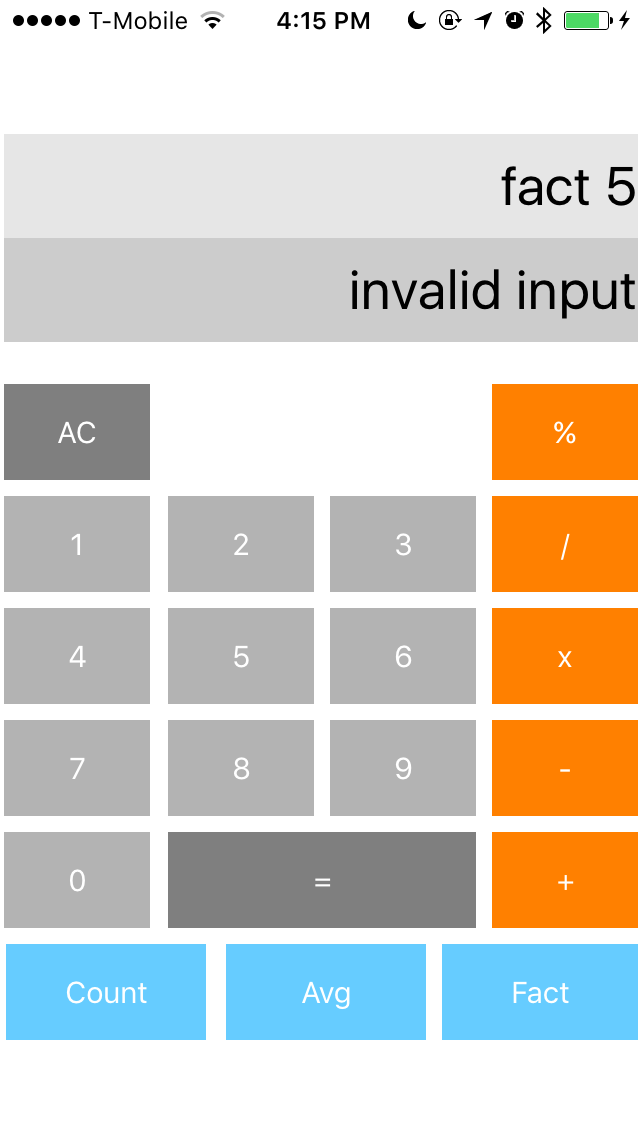 T-Mobile 4:15 PM
fact 5
invalid input
AC %
1 2 3 /
4 5 6 x
7 8 9 -
0 = +
Count Avg Fact